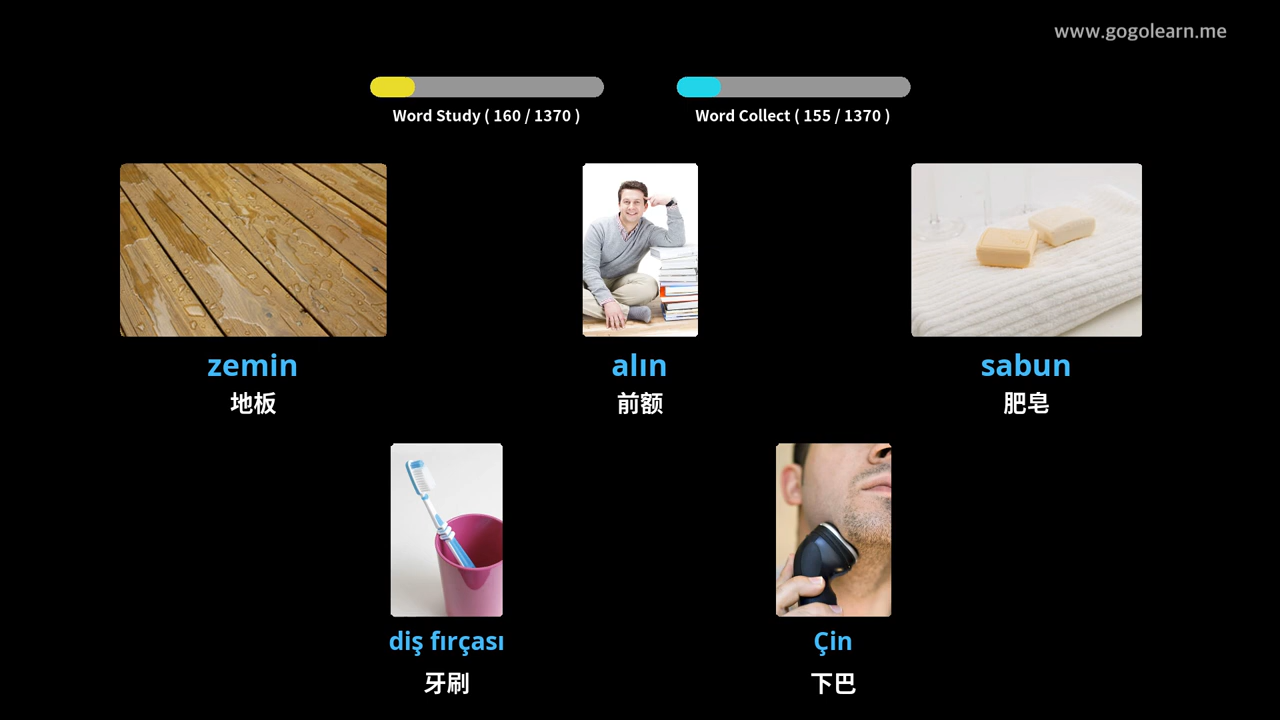 www.gogolearn.me
Word Study ( 160 / 1370 )
Word Collect ( 155 / 1370 )
zemin
地板
alın
前额
sabun
肥皂
diş fırçası
牙刷
Çin
下巴